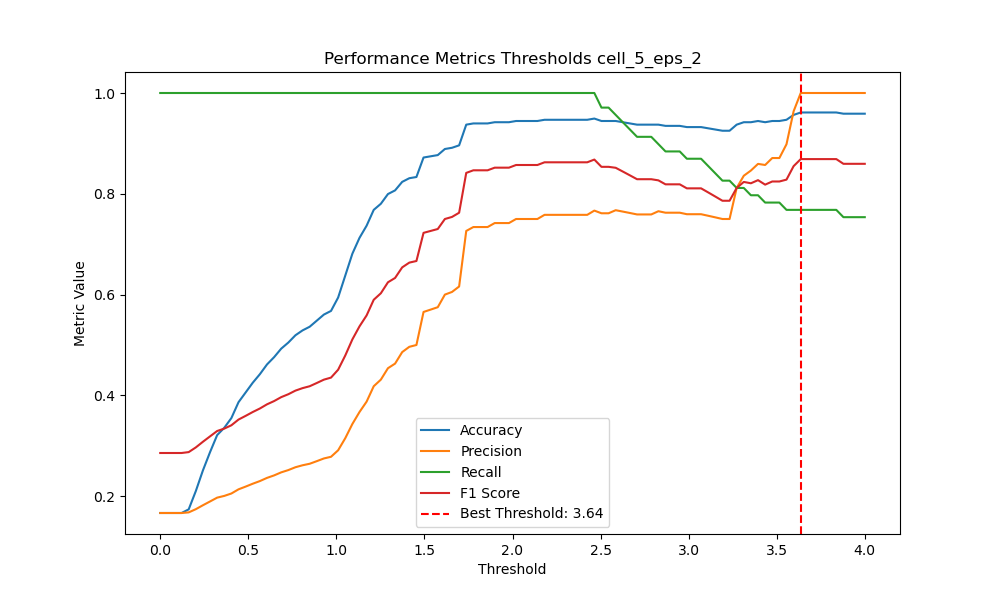 Performance Metrics Thresholds cell_5_eps_2
1.0
0.8
0.6
0.4
0.2
Metric Value
Accuracy
Precision
Recall
F1 Score
Best Threshold: 3.64
0.0 0.5 1.0 1.5 2.0 2.5 3.0 3.5 4.0
Threshold